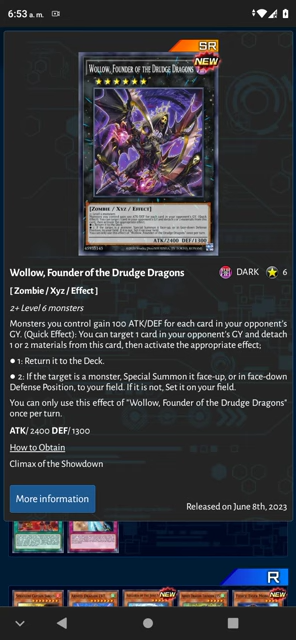 6:53 a. m.
SR
NEW
Wollow, Founder of the Drudge Dragons
[Zombie / Xyz / Effect]
ATK/2400 DEF/1300
Wollow, Founder of the Drudge Dragons DARK 6
[ Zombie / Xyz / Effect ]
2+ Level 6 monsters
Monsters you control gain 100 ATK/DEF for each card in your opponent's
GY. (Quick Effect): You can target 1 card in your opponent's GY and detach
1 or 2 materials from this card, then activate the appropriate effect;
● 1: Return it to the Deck.
● 2: If the target is a monster, Special Summon it face-up, or in face-down
Defense Position, to your field. If it is not, Set it on your field.
You can only use this effect of "Wollow, Founder of the Drudge Dragons"
once per turn.
ATK/ 2400 DEF/ 1300
How to Obtain
Climax of the Showdown
More information
Released on June 8th, 2023
R
NEW
NEW